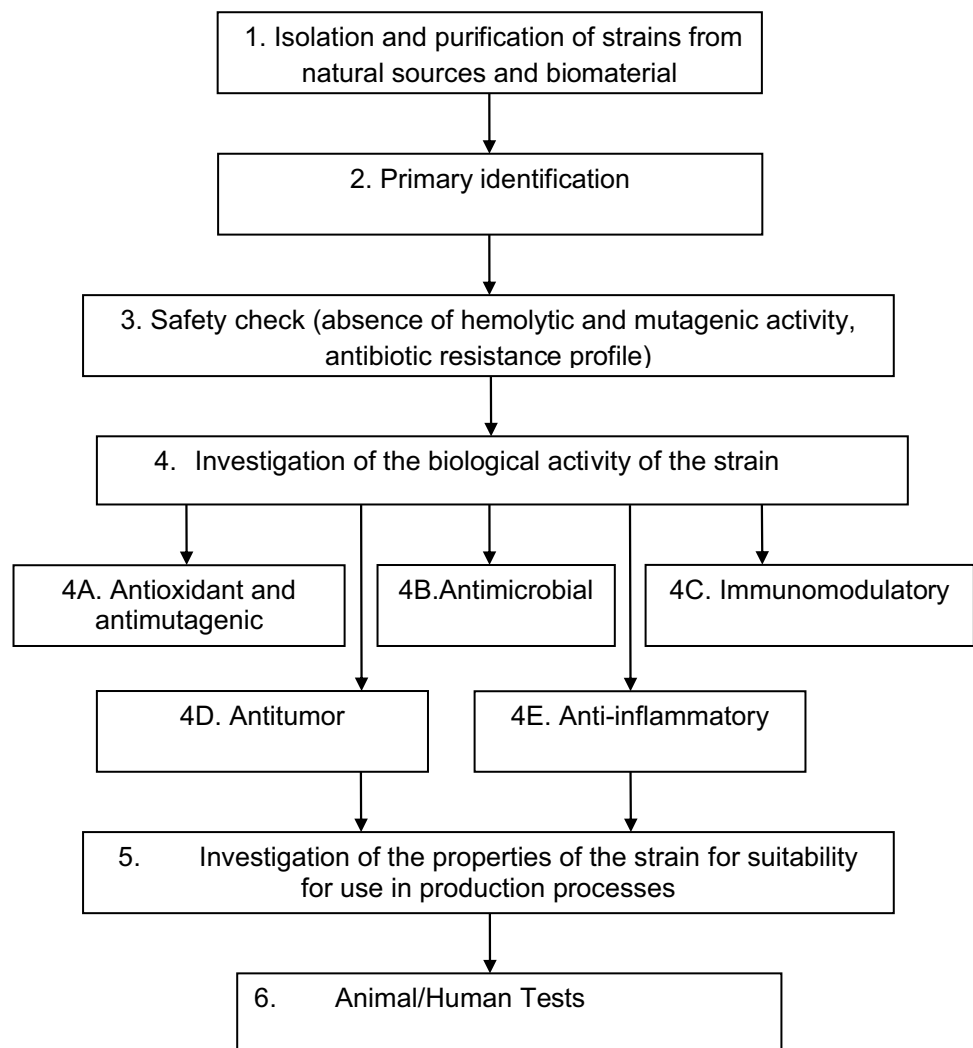 1. Isolation and purification of strains from
natural sources and biomaterial
2. Primary identification
3. Safety check (absence of hemolytic and mutagenic activity,
antibiotic resistance profile)
4. Investigation of the biological activity of the strain
4A. Antioxidant and
antimutagenic
4B.Antimicrobial
4C. Immunomodulatory
4D. Antitumor
4E. Anti-inflammatory
5. Investigation of the properties of the strain for suitability
for use in production processes
6. Animal/Human Tests